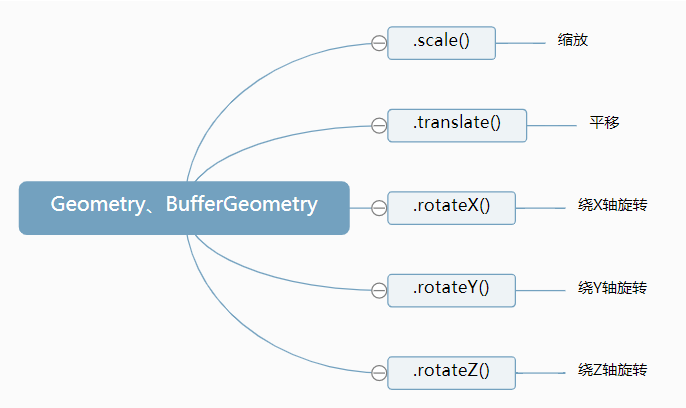 .scale()
缩放
.translate()
平移
Geometry、BufferGeometry
.rotateX()
绕X轴旋转
.rotateY()
绕Y轴旋转
.rotateZ()
绕Z轴旋转